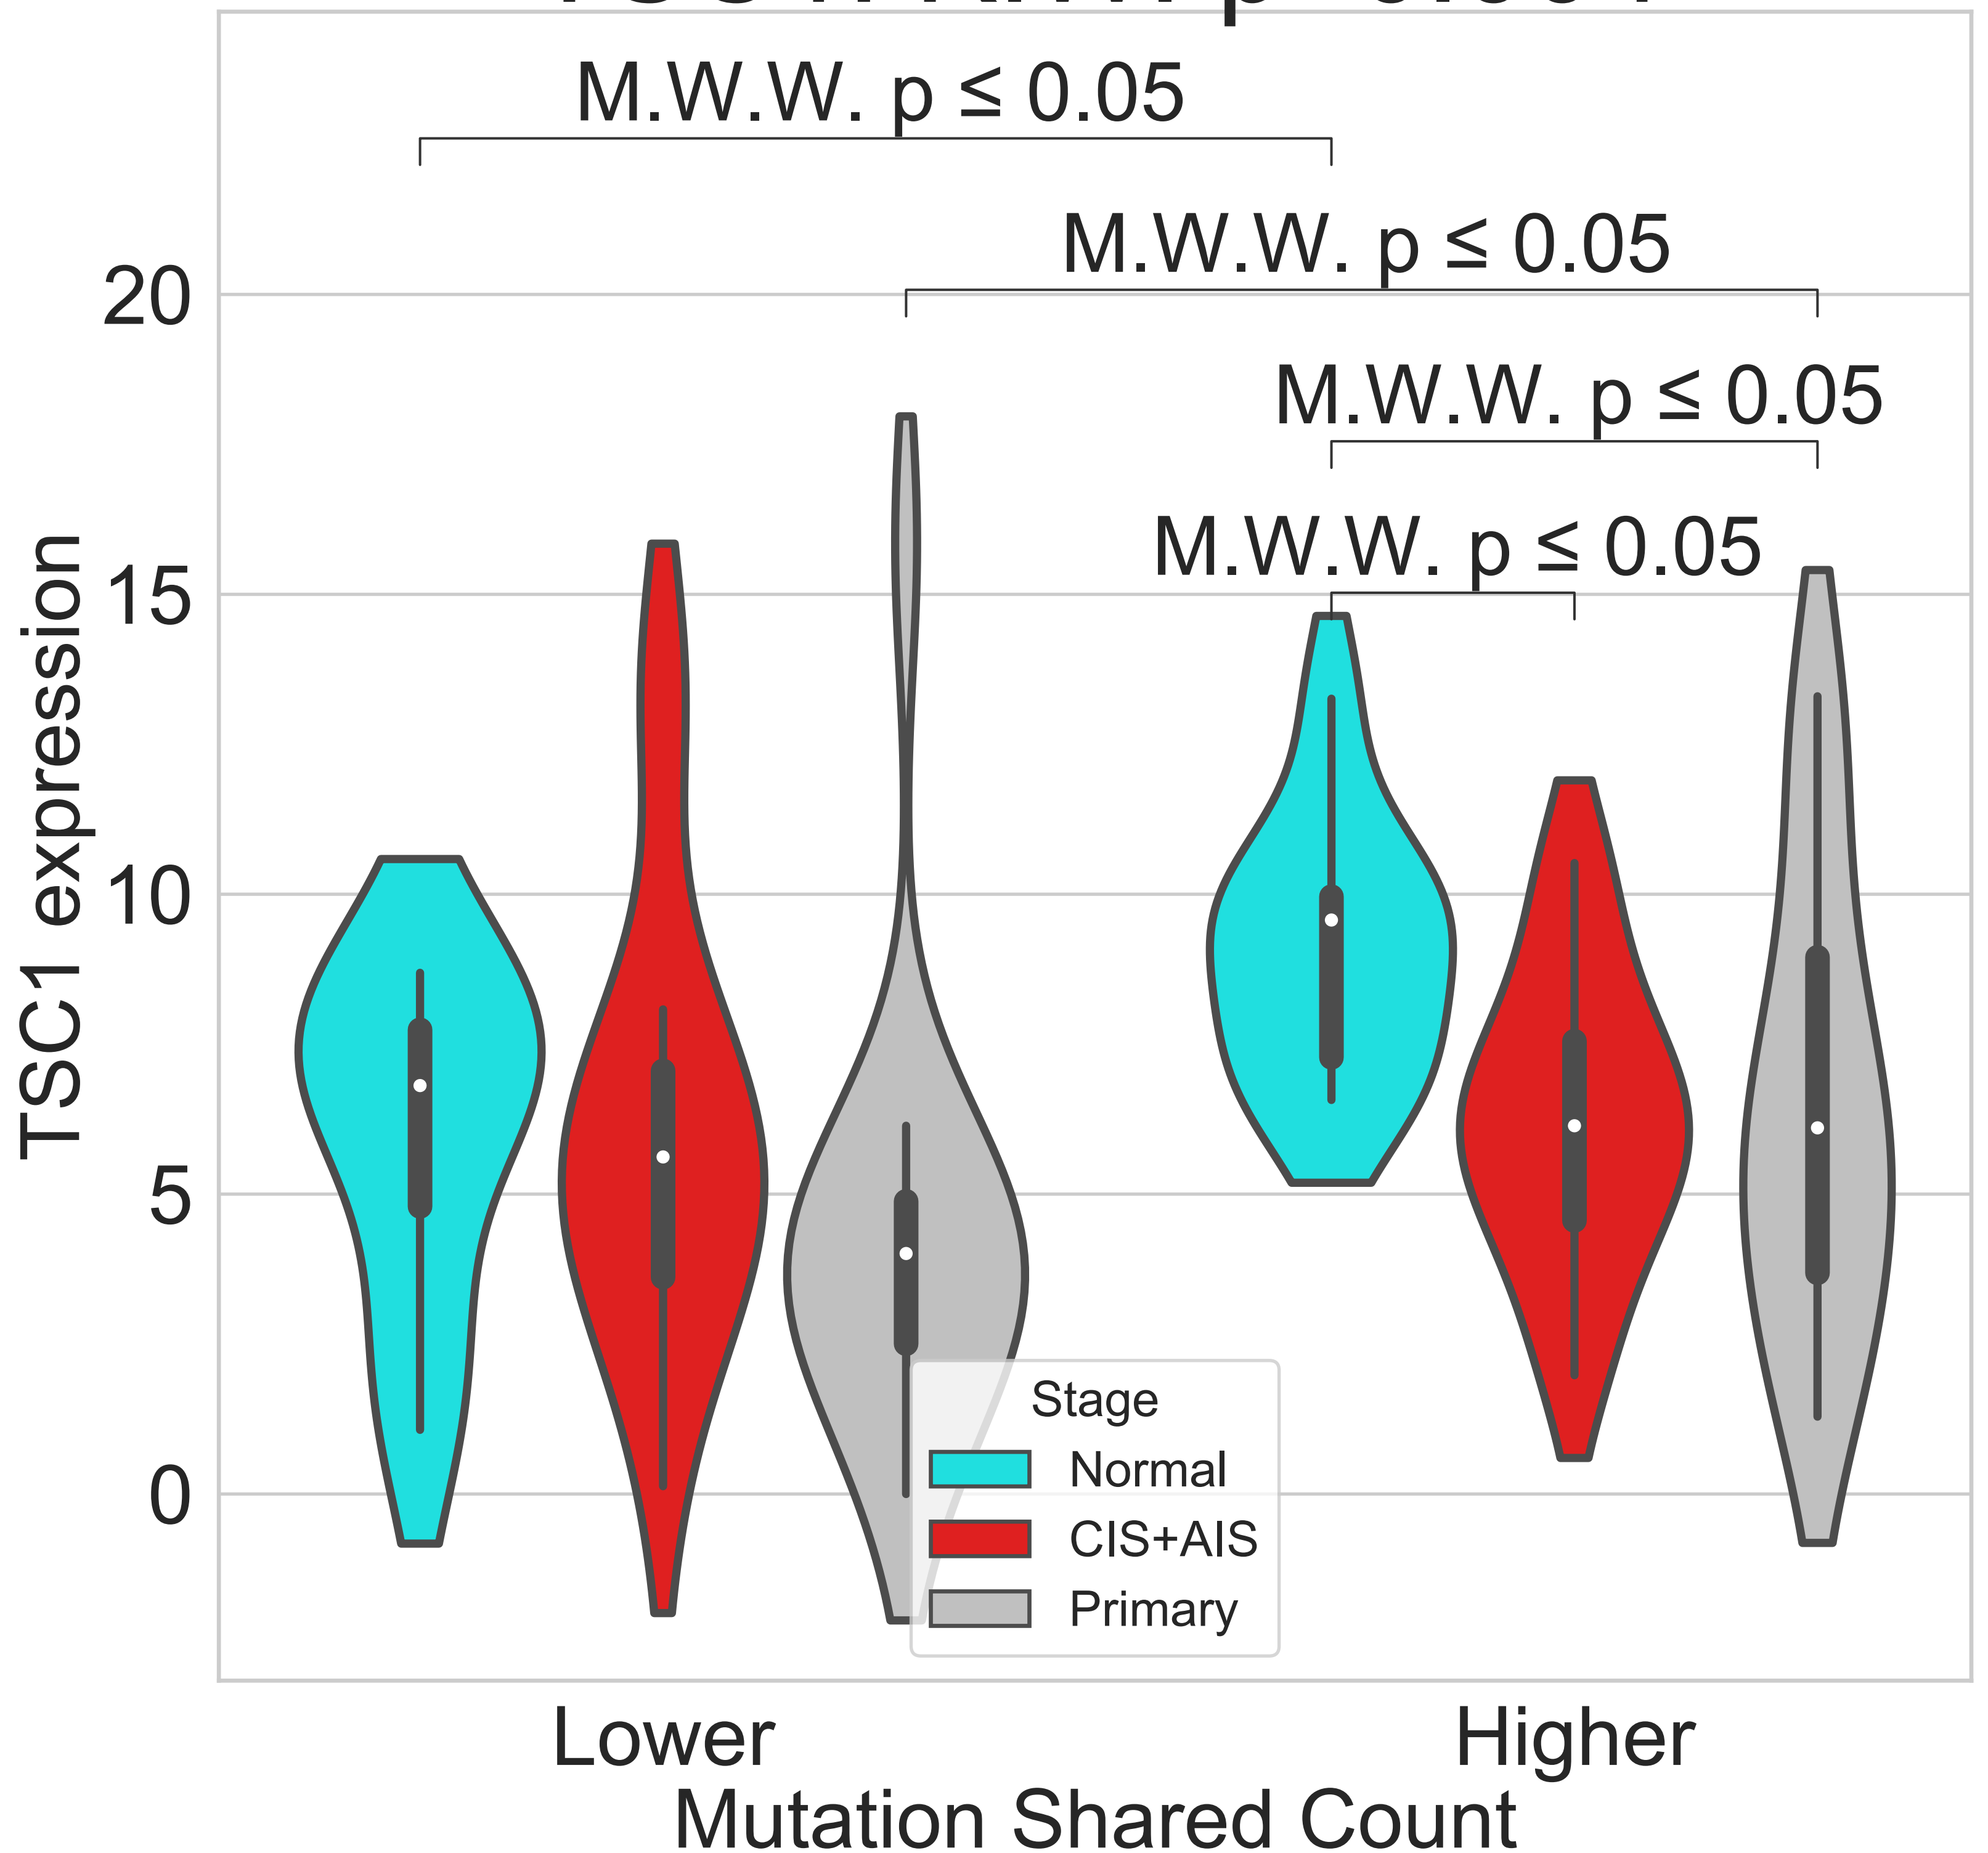 M.W.W. p ≤ 0.05
M.W.W. p ≤ 0.05
M.W.W. p ≤ 0.05
M.W.W. p ≤ 0.05
TSC1 expression
20
15
10
5
0
Stage
Normal
CIS+AIS
Primary
Lower
Higher
Mutation Shared Count